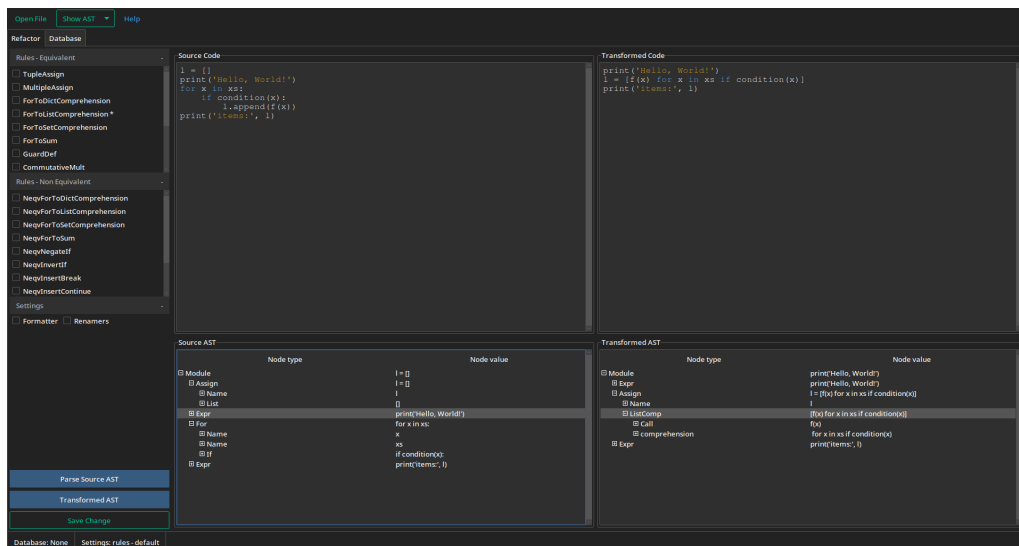 Open File Show AST Help
Refactor Database
Rules - Equivalent -
TupleAssign
MultipleAssign
ForToDictComprehension
ForToListComprehension *
ForToSetComprehension
ForToSum
GuardDef
CommutativeMult
Rules - Non Equivalent -
NeqvForToDictComprehension
NeqvForToListComprehension
NeqvForToSetComprehension
NeqvForToSum
NeqvNegateIf
NeqvInvertIf
NeqvInsertBreak
NeqvInsertContinue
Settings -
Formatter Renamers
Parse Source AST
Transformed AST
Save Change
Source Code
l = []
print('Hello, World!')
for x in xs:
    if condition(x):
        l.append(f(x))
print('items:', l)
Transformed Code
print('Hello, World!')
l = [f(x) for x in xs if condition(x)]
print('items:', l)
Source AST
Node type Node value
Module l = []
Assign l = []
Name l
List []
Expr print('Hello, World!')
For for x in xs:
Name x
Name xs
If if condition(x):
Expr print('items:', l)
Transformed AST
Node type Node value
Module print('Hello, World!')
Expr print('Hello, World!')
Assign l = [f(x) for x in xs if condition(x)]
Name l
ListComp [f(x) for x in xs if condition(x)]
Call f(x)
comprehension for x in xs if condition(x)
Expr print('items:', l)
Database: None Settings: rules - default